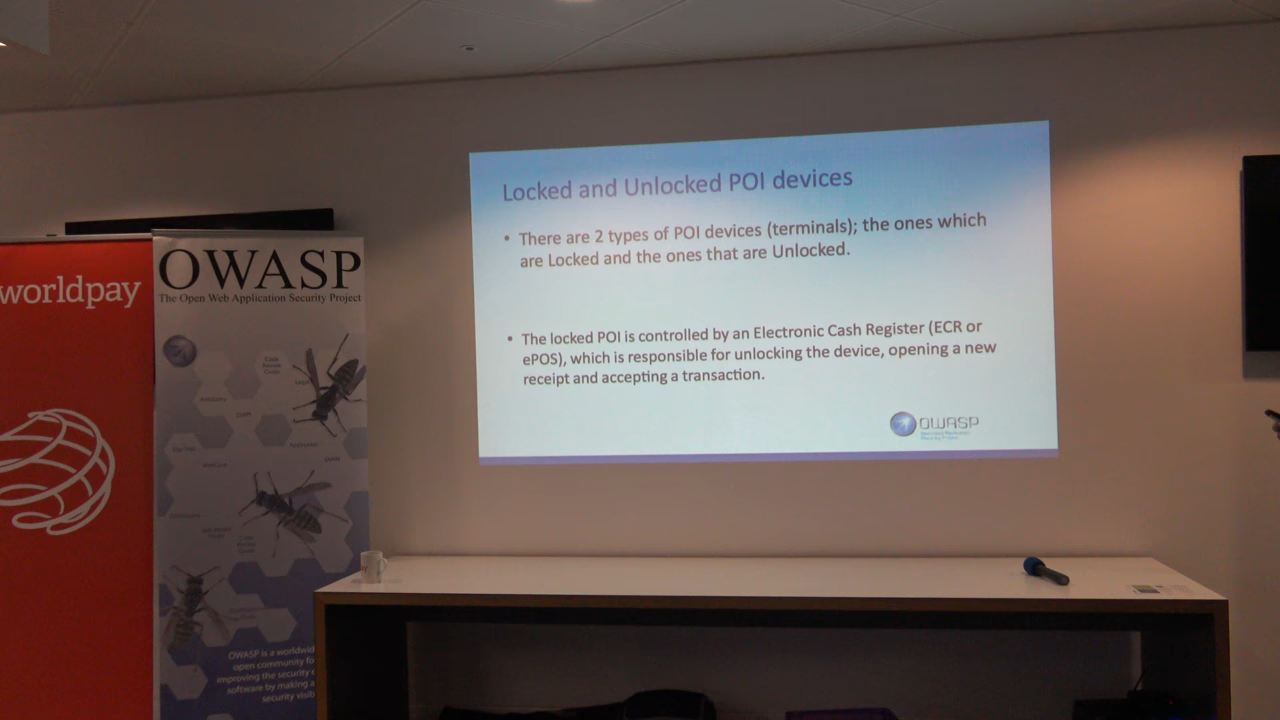 worldpay
OWASP
The Open Web Application Security Project
OWASP is a worldwid
open community fo
improving the security o
software by making a
security visib
Locked and Unlocked POI devices
• There are 2 types of POI devices (terminals); the ones which
are Locked and the ones that are Unlocked.
• The locked POI is controlled by an Electronic Cash Register (ECR or
ePOS), which is responsible for unlocking the device, opening a new
receipt and accepting a transaction.
OWASP